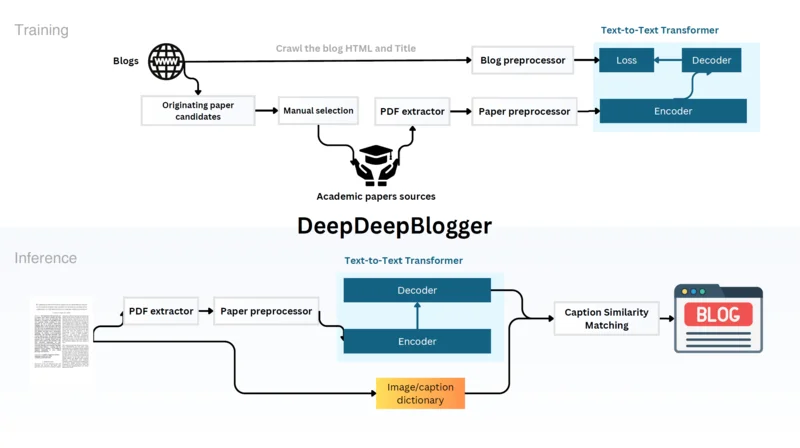 Training
Text-to-Text Transformer
Blogs
WWW
Crawl the blog HTML and Title
Blog preprocessor
Loss
Decoder
Originating paper
candidates
Manual selection
PDF extractor
Paper preprocessor
Encoder
Academic papers sources
DeepDeepBlogger
Inference
Text-to-Text Transformer
Decoder
PDF extractor
Paper preprocessor
Encoder
Caption Similarity
Matching
BLOG
Image/caption
dictionary